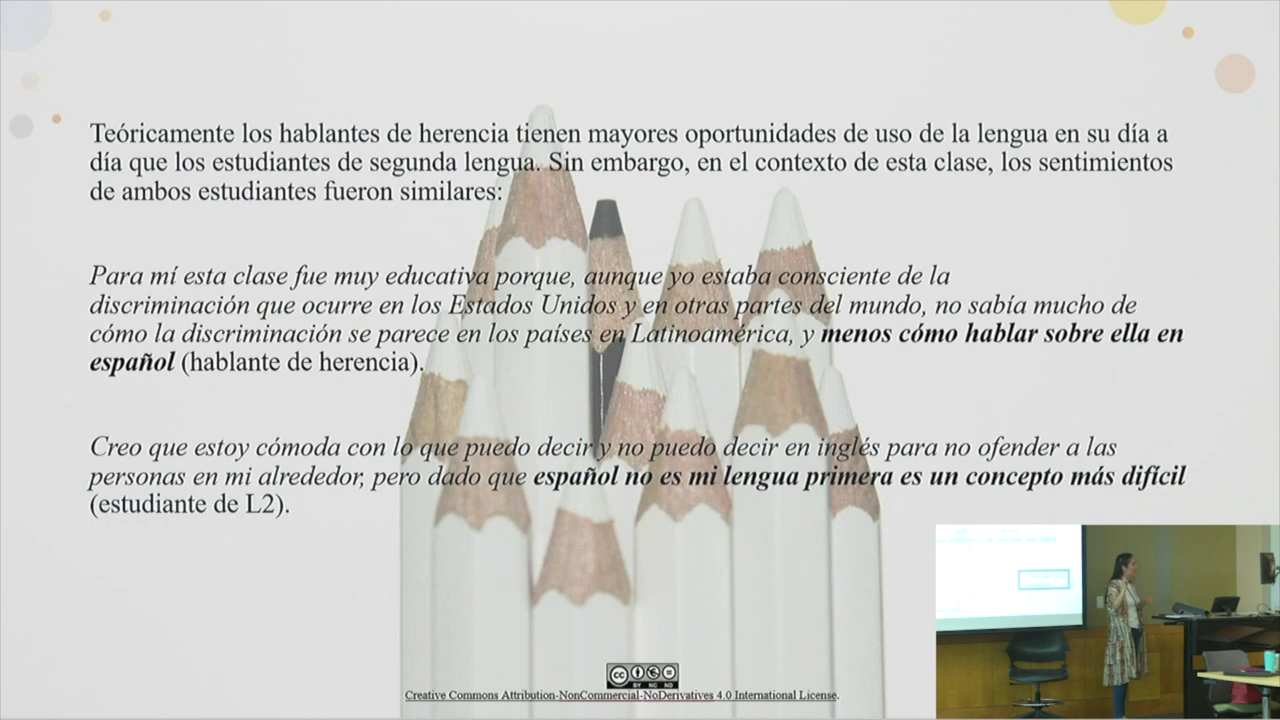 Teóricamente los hablantes de herencia tienen mayores oportunidades de uso de la lengua en su día a
día que los estudiantes de segunda lengua. Sin embargo, en el contexto de esta clase, los sentimientos
de ambos estudiantes fueron similares:
Para mí esta clase fue muy educativa porque, aunque yo estaba consciente de la
discriminación que ocurre en los Estados Unidos y en otras partes del mundo, no sabía mucho de
cómo la discriminación se parece en los países en Latinoamérica, y menos cómo hablar sobre ella en
español (hablante de herencia).
Creo que estoy cómoda con lo que puedo decir y no puedo decir en inglés para no ofender a las
personas en mi alrededor, pero dado que español no es mi lengua primera es un concepto más difícil
(estudiante de L2).
cc
BY NC ND
Creative Commons Attribution-NonCommercial-NoDerivatives 4.0 International License.